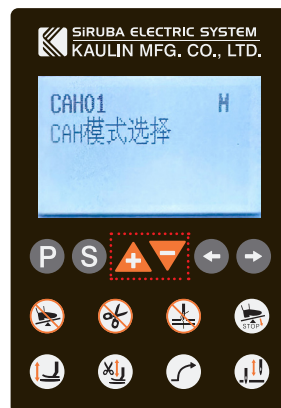 SiRUBA ELECTRIC SYSTEM
KAULIN MFG. CO., LTD.
CAH01 M
CAH模式选择
P S + − ← →
STOP